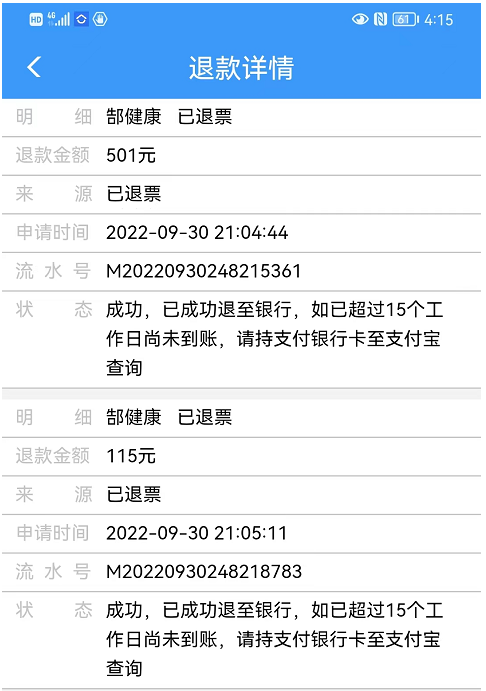 HD 4G 61 4:15
退款详情
明 细 郜健康 已退票
退款金额 501元
来 源 已退票
申请时间 2022-09-30 21:04:44
流 水 号 M20220930248215361
状 态 成功，已成功退至银行，如已超过15个工
作日尚未到账，请持支付银行卡至支付宝
查询
明 细 郜健康 已退票
退款金额 115元
来 源 已退票
申请时间 2022-09-30 21:05:11
流 水 号 M20220930248218783
状 态 成功，已成功退至银行，如已超过15个工
作日尚未到账，请持支付银行卡至支付宝
查询